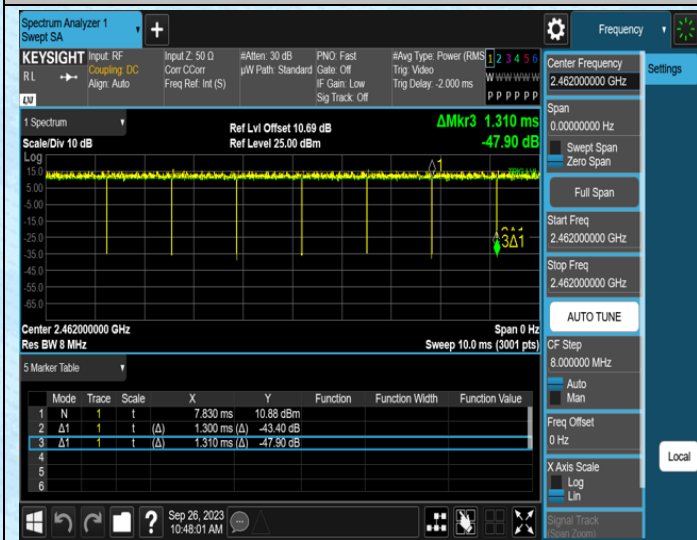 Spectrum Analyzer 1
Swept SA
Frequency
KEYSIGHT
RL
Input: RF
Coupling: DC
Align: Auto
Input Z: 50 Ω
Corr CCorr
Freq Ref: Int (S)
#Atten: 30 dB
µW Path: Standard
PNO: Fast
Gate: Off
IF Gain: Low
Sig Track: Off
#Avg Type: Power (RMS
Trig: Video
Trig Delay: -2.000 ms
1 2 3 4 5 6
W W W W W W
P P P P P P
1 Spectrum
Scale/Div 10 dB
Log
Ref Lvl Offset 10.69 dB
Ref Level 25.00 dBm
ΔMkr3 1.310 ms
-47.90 dB
15.0
5.00
-5.00
-15.0
-25.0
-35.0
-45.0
-55.0
-65.0
1
3Δ1
Center 2.462000000 GHz
Res BW 8 MHz
Span 0 Hz
Sweep 10.0 ms (3001 pts)
5 Marker Table
Mode Trace Scale X Y Function Function Width Function Value
1 N 1 t 7.830 ms 10.88 dBm
2 Δ1 1 t (Δ) 1.300 ms (Δ) -43.40 dB
3 Δ1 1 t (Δ) 1.310 ms (Δ) -47.90 dB
4
5
6
Sep 26, 2023
10:48:01 AM
Center Frequency
2.462000000 GHz
Span
0.00000000 Hz
Swept Span
Zero Span
Full Span
Start Freq
2.462000000 GHz
Stop Freq
2.462000000 GHz
AUTO TUNE
CF Step
8.000000 MHz
Auto
Man
Freq Offset
0 Hz
X Axis Scale
Log
Lin
Signal Track
(Span Zoom)
Settings
Local